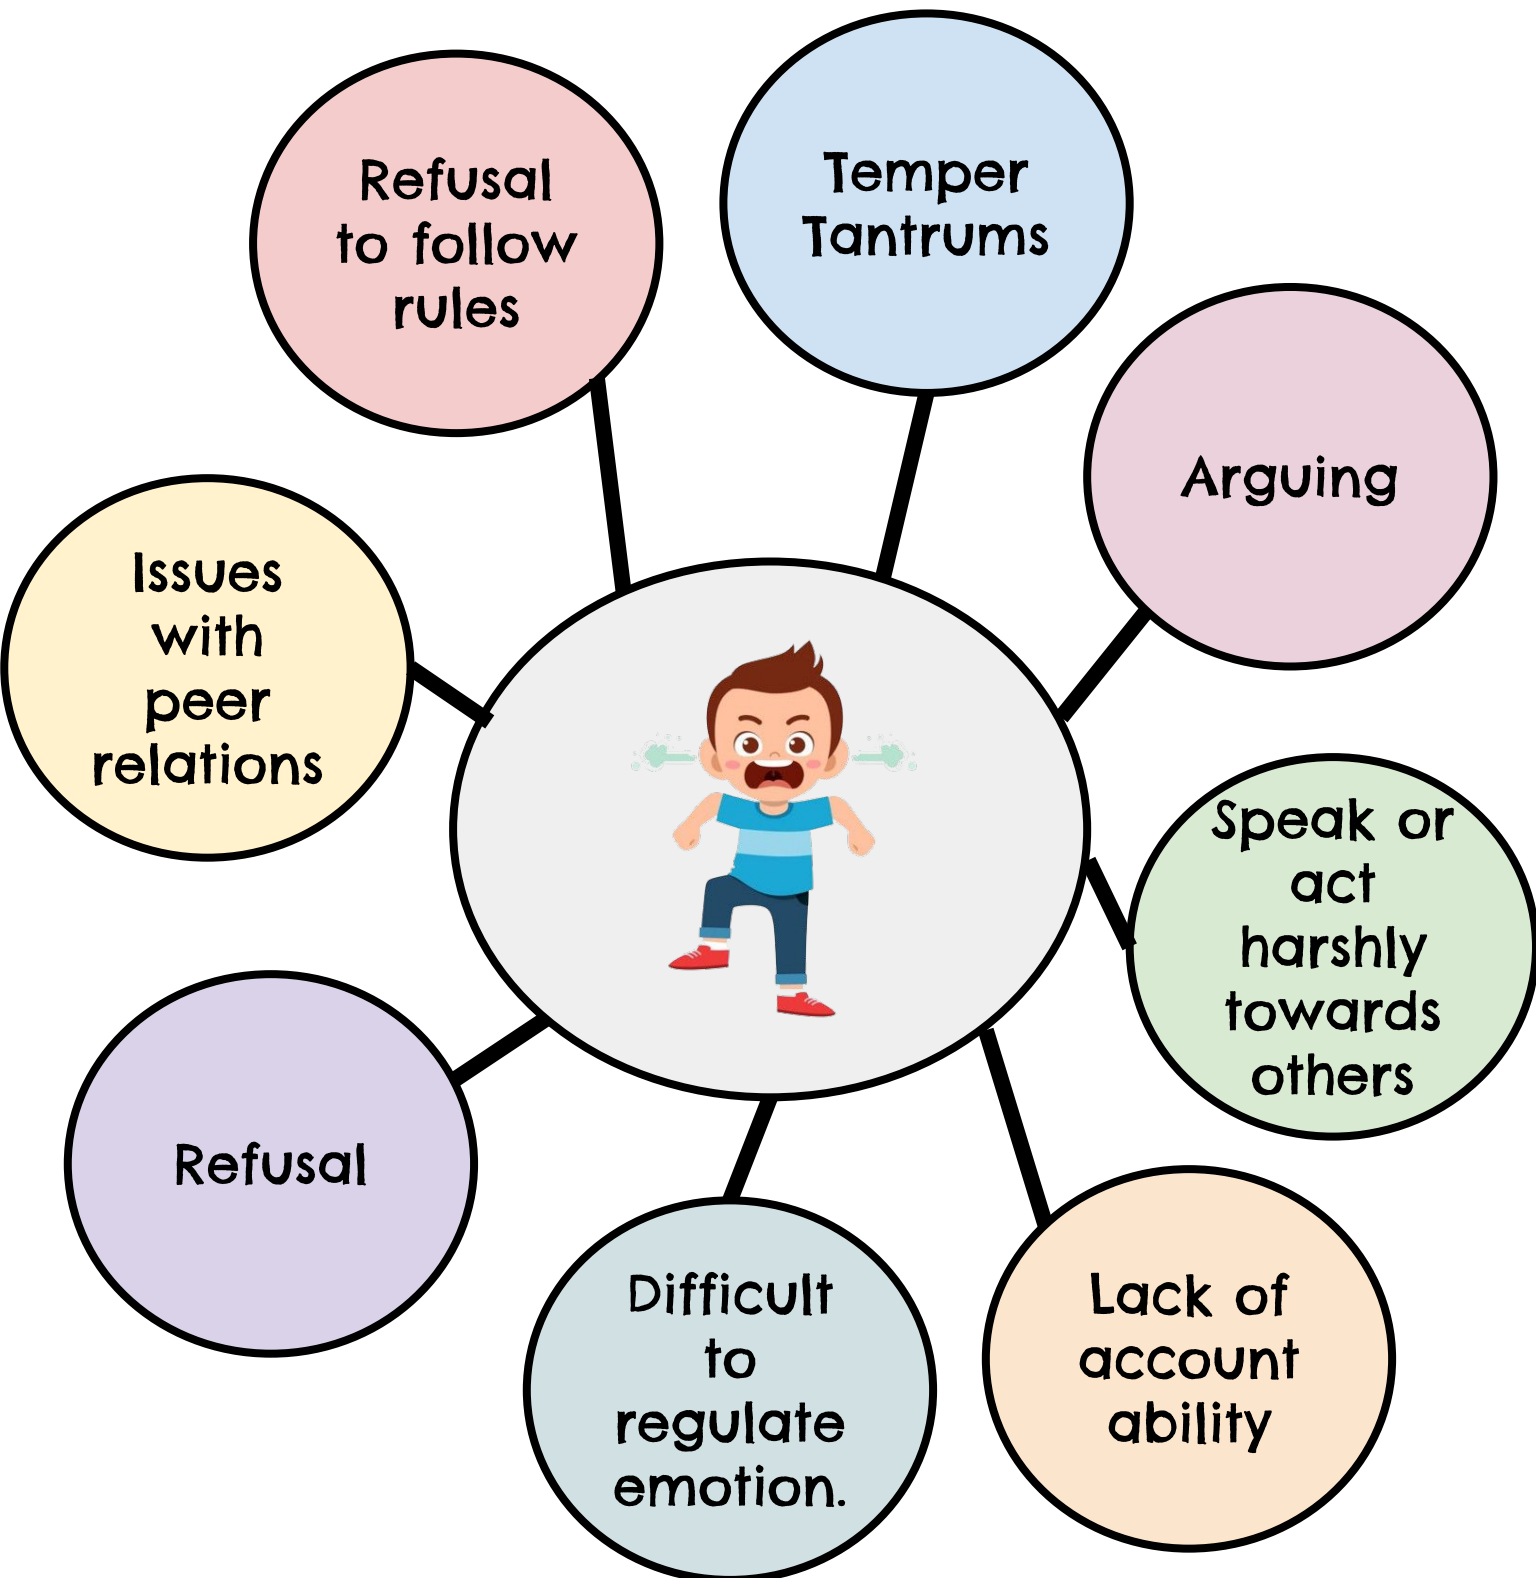 Refusal
to follow
rules
Temper
Tantrums
Arguing
Speak or
act
harshly
towards
others
Lack of
account
ability
Difficult
to
regulate
emotion.
Refusal
Issues
with
peer
relations